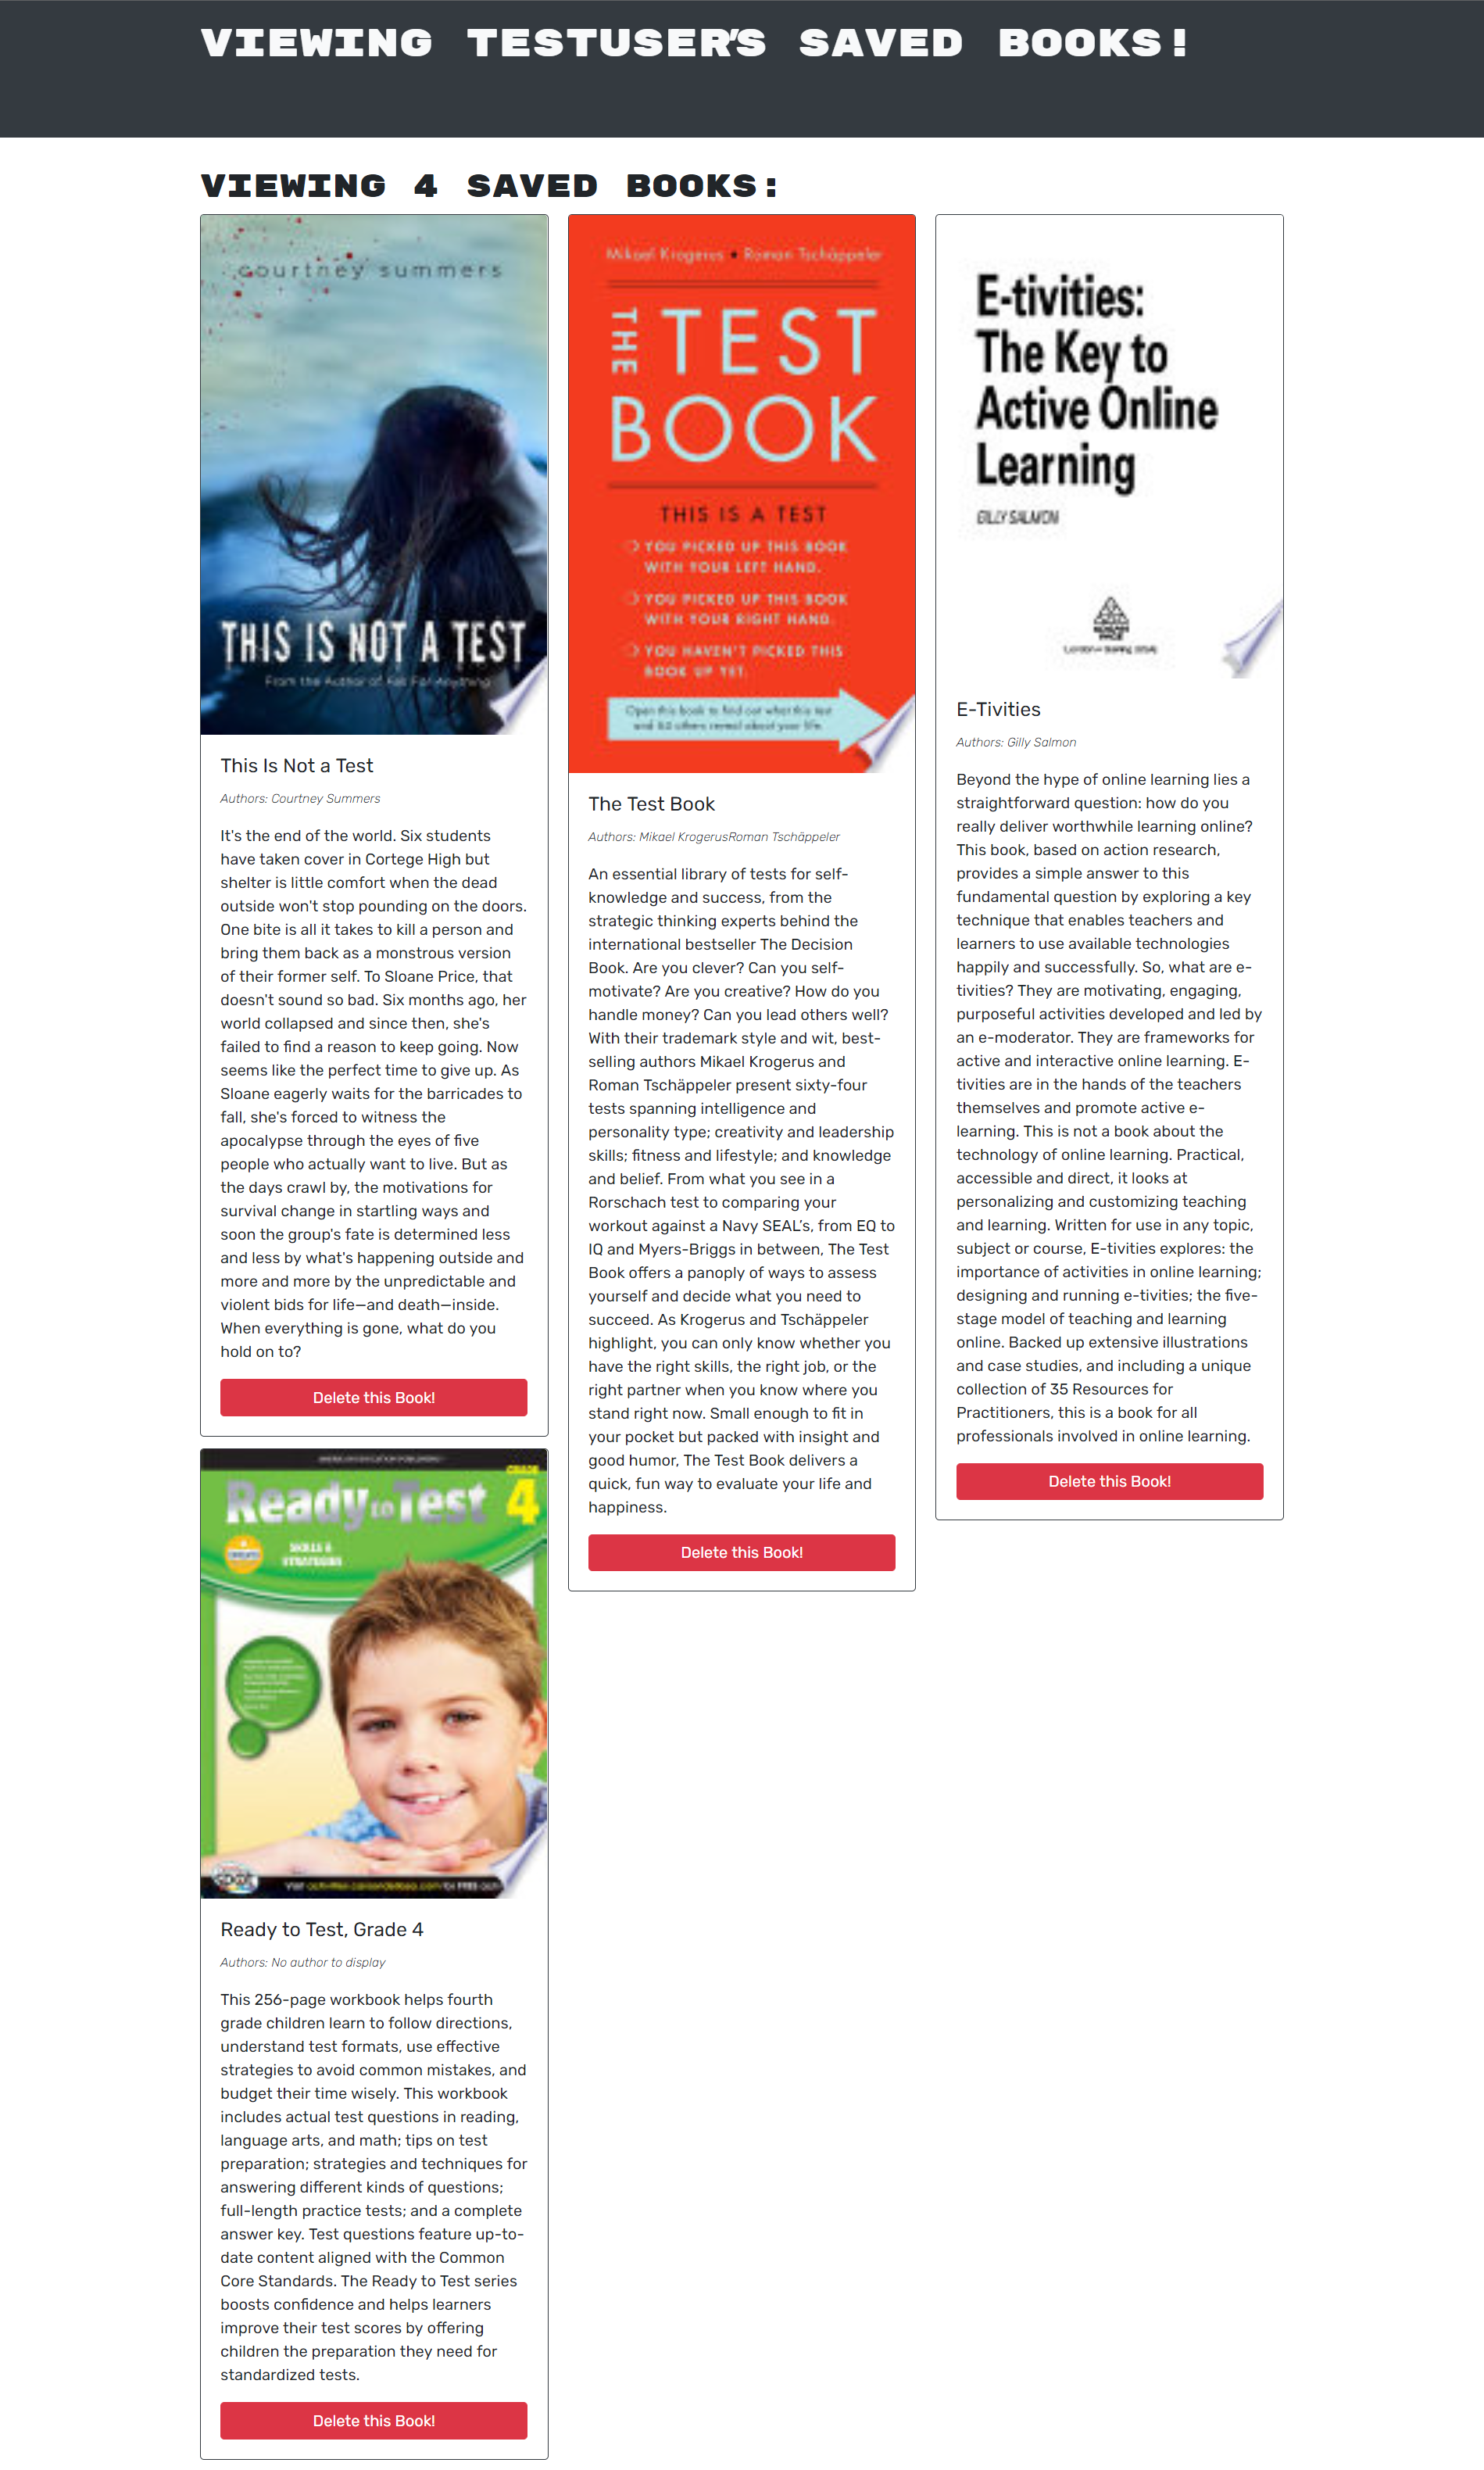 VIEWING TESTUSER'S SAVED BOOKS!
VIEWING 4 SAVED BOOKS:
courtney summers
THIS IS NOT A TEST
From the Author of Fall For Anything
This Is Not a Test
Authors: Courtney Summers
It's the end of the world. Six students
have taken cover in Cortege High but
shelter is little comfort when the dead
outside won't stop pounding on the doors.
One bite is all it takes to kill a person and
bring them back as a monstrous version
of their former self. To Sloane Price, that
doesn't sound so bad. Six months ago, her
world collapsed and since then, she's
failed to find a reason to keep going. Now
seems like the perfect time to give up. As
Sloane eagerly waits for the barricades to
fall, she's forced to witness the
apocalypse through the eyes of five
people who actually want to live. But as
the days crawl by, the motivations for
survival change in startling ways and
soon the group's fate is determined less
and less by what's happening outside and
more and more by the unpredictable and
violent bids for life—and death—inside.
When everything is gone, what do you
hold on to?
Delete this Book!
Mikael Krogerus • Roman Tschäppeler
THE TEST
BOOK
THIS IS A TEST
YOU PICKED UP THIS BOOK
WITH YOUR LEFT HAND.
YOU PICKED UP THIS BOOK
WITH YOUR RIGHT HAND.
YOU HAVEN'T PICKED THIS
BOOK UP YET.
Open this book to find out what this test
and 63 others reveal about your life.
The Test Book
Authors: Mikael KrogerusRoman Tschäppeler
An essential library of tests for self-
knowledge and success, from the
strategic thinking experts behind the
international bestseller The Decision
Book. Are you clever? Can you self-
motivate? Are you creative? How do you
handle money? Can you lead others well?
With their trademark style and wit, best-
selling authors Mikael Krogerus and
Roman Tschäppeler present sixty-four
tests spanning intelligence and
personality type; creativity and leadership
skills; fitness and lifestyle; and knowledge
and belief. From what you see in a
Rorschach test to comparing your
workout against a Navy SEAL's, from EQ to
IQ and Myers-Briggs in between, The Test
Book offers a panoply of ways to assess
yourself and decide what you need to
succeed. As Krogerus and Tschäppeler
highlight, you can only know whether you
have the right skills, the right job, or the
right partner when you know where you
stand right now. Small enough to fit in
your pocket but packed with insight and
good humor, The Test Book delivers a
quick, fun way to evaluate your life and
happiness.
Delete this Book!
E-tivities:
The Key to
Active Online
Learning
GILLY SALMON
E-Tivities
Authors: Gilly Salmon
Beyond the hype of online learning lies a
straightforward question: how do you
really deliver worthwhile learning online?
This book, based on action research,
provides a simple answer to this
fundamental question by exploring a key
technique that enables teachers and
learners to use available technologies
happily and successfully. So, what are e-
tivities? They are motivating, engaging,
purposeful activities developed and led by
an e-moderator. They are frameworks for
active and interactive online learning. E-
tivities are in the hands of the teachers
themselves and promote active e-
learning. This is not a book about the
technology of online learning. Practical,
accessible and direct, it looks at
personalizing and customizing teaching
and learning. Written for use in any topic,
subject or course, E-tivities explores: the
importance of activities in online learning;
designing and running e-tivities; the five-
stage model of teaching and learning
online. Backed up extensive illustrations
and case studies, and including a unique
collection of 35 Resources for
Practitioners, this is a book for all
professionals involved in online learning.
Delete this Book!
GRADE
Ready to Test 4
SKILLS &
STRATEGIES
Ready to Test, Grade 4
Authors: No author to display
This 256-page workbook helps fourth
grade children learn to follow directions,
understand test formats, use effective
strategies to avoid common mistakes, and
budget their time wisely. This workbook
includes actual test questions in reading,
language arts, and math; tips on test
preparation; strategies and techniques for
answering different kinds of questions;
full-length practice tests; and a complete
answer key. Test questions feature up-to-
date content aligned with the Common
Core Standards. The Ready to Test series
boosts confidence and helps learners
improve their test scores by offering
children the preparation they need for
standardized tests.
Delete this Book!